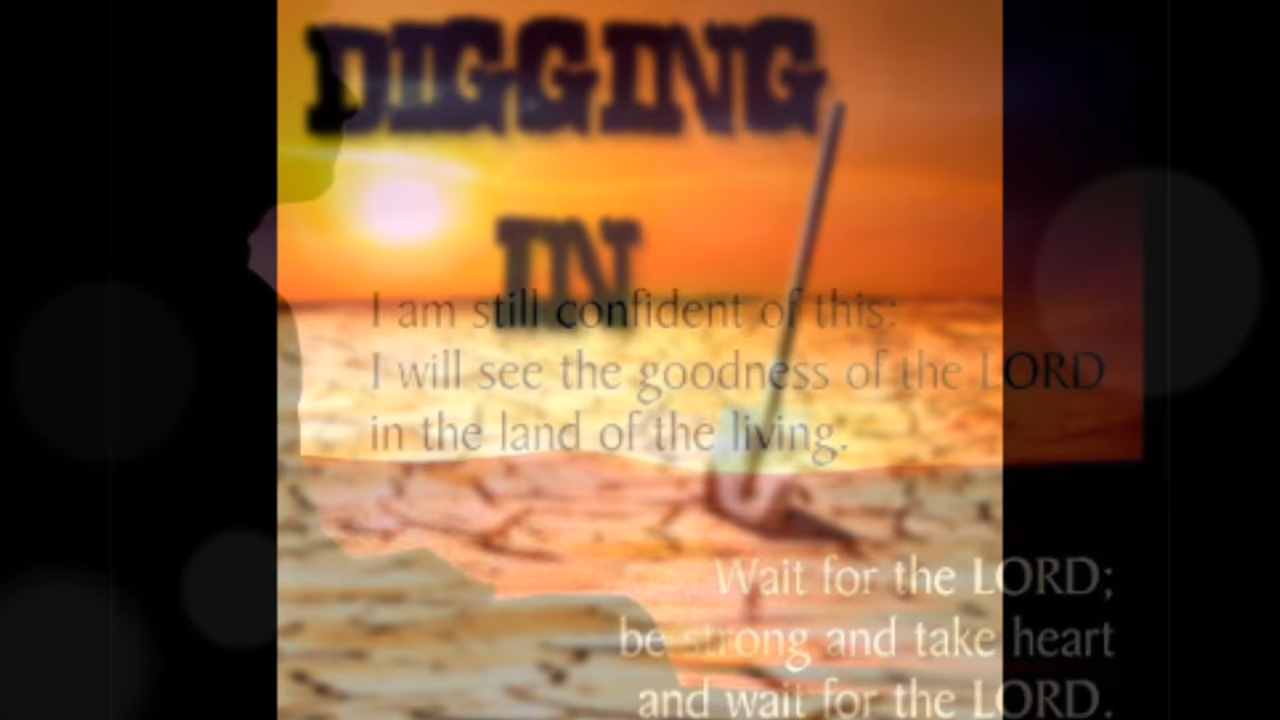 DIGGING
IN
I am still confident of this:
I will see the goodness of the LORD
in the land of the living.
Wait for the LORD;
be strong and take heart
and wait for the LORD.